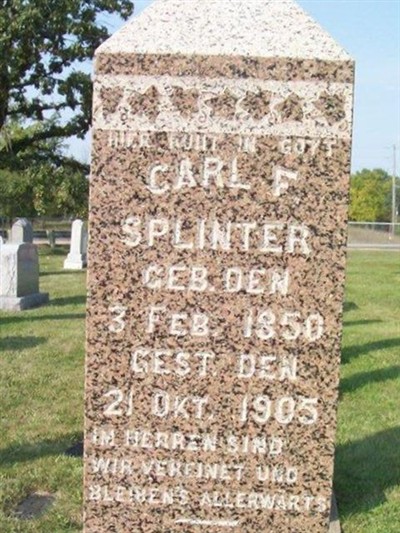 HIER RUHT IN GOTT
CARL F
SPLINTER
GEB. DEN
3 FEB. 1850
GEST. DEN
21 OKT. 1905
IM HERREN SIND
WIR VEREINET UND
BLEIBENS ALLERWARTS